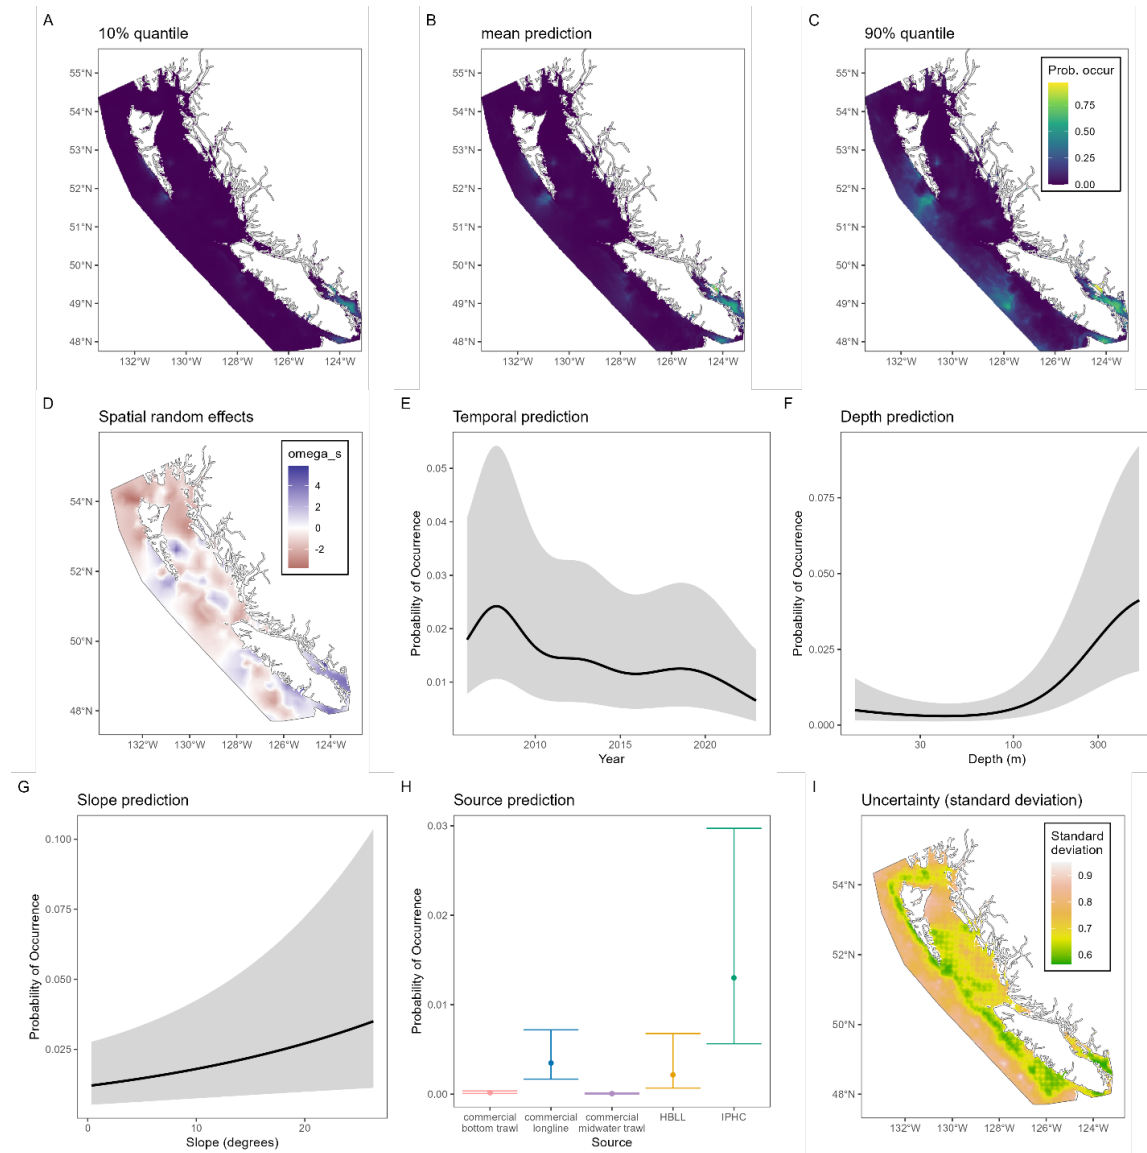 A
10% quantile
55°N
54°N
53°N
52°N
51°N
50°N
49°N
48°N
132°W 130°W 128°W 126°W 124°W
B
mean prediction
55°N
54°N
53°N
52°N
51°N
50°N
49°N
48°N
132°W 130°W 128°W 126°W 124°W
C
90% quantile
Prob. occur
0.75
0.50
0.25
0.00
55°N
54°N
53°N
52°N
51°N
50°N
49°N
48°N
132°W 130°W 128°W 126°W 124°W
D
Spatial random effects
omega_s
4
2
0
-2
54°N
52°N
50°N
48°N
132°W 130°W 128°W 126°W 124°W
E
Temporal prediction
Probability of Occurrence
0.05
0.04
0.03
0.02
0.01
2010 2015 2020
Year
F
Depth prediction
Probability of Occurrence
0.075
0.050
0.025
0.000
30 100 300
Depth (m)
G
Slope prediction
Probability of Occurrence
0.100
0.075
0.050
0.025
0 10 20
Slope (degrees)
H
Source prediction
Probability of Occurrence
0.03
0.02
0.01
0.00
commercial commercial commercial HBLL IPHC
bottom trawl longline midwater trawl
Source
I
Uncertainty (standard deviation)
Standard
deviation
0.9
0.8
0.7
0.6
54°N
52°N
50°N
48°N
132°W 130°W 128°W 126°W 124°W